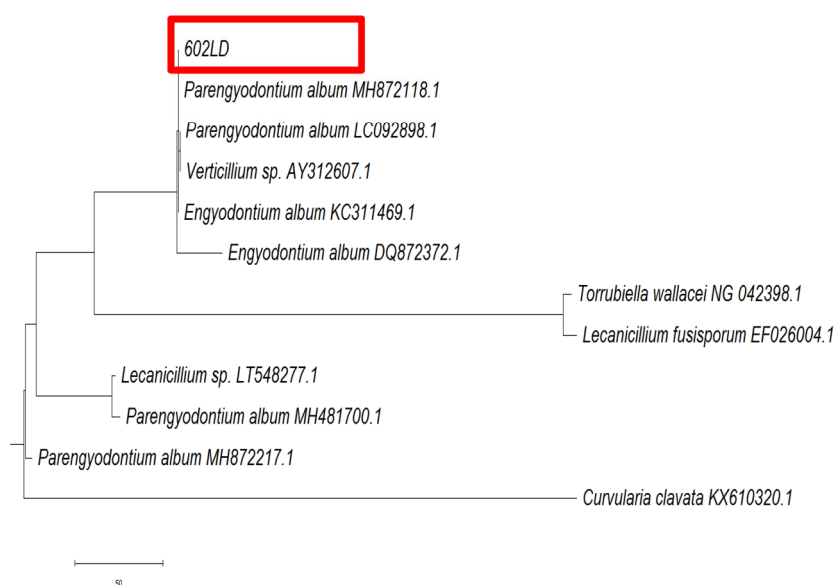 602LD
Parengyodontium album MH872118.1
Parengyodontium album LC092898.1
Verticillium sp. AY312607.1
Engyodontium album KC311469.1
Engyodontium album DQ872372.1
Torrubiella wallacei NG 042398.1
Lecanicillium fusisporum EF026004.1
Lecanicillium sp. LT548277.1
Parengyodontium album MH481700.1
Parengyodontium album MH872217.1
Curvularia clavata KX610320.1
50